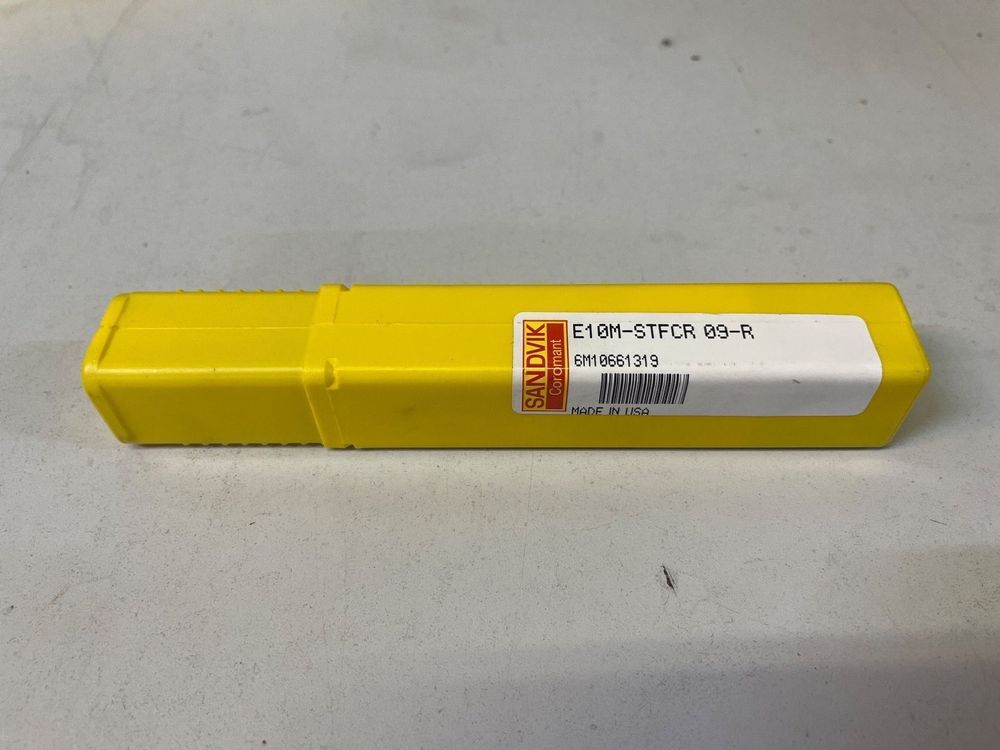 SANDVIK
Coromant
E10M-STFCR 09-R
6M10661319
MADE IN USA